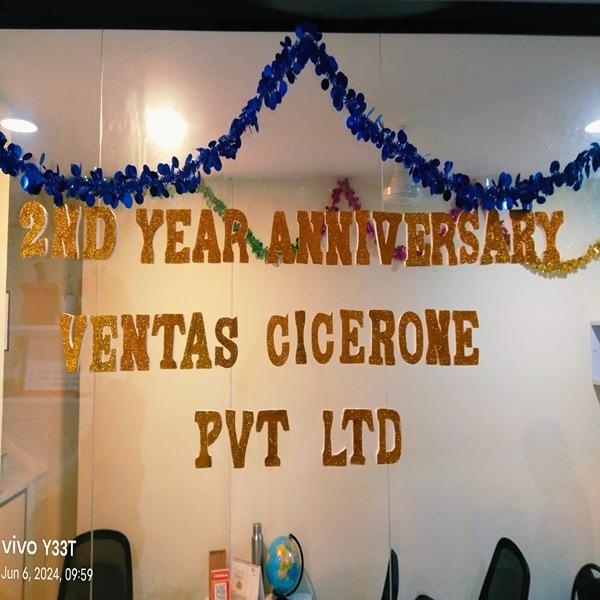 2ND YEAR ANNIVERSARY
VENTAS CICERONE
PVT LTD
vivo Y33T
Jun 6, 2024, 09:59